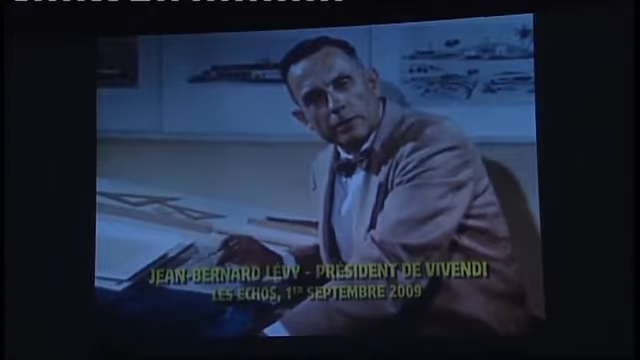 JEAN-BERNARD LÉVY - PRÉSIDENT DE VIVENDI
LES ECHOS, 1ER SEPTEMBRE 2009